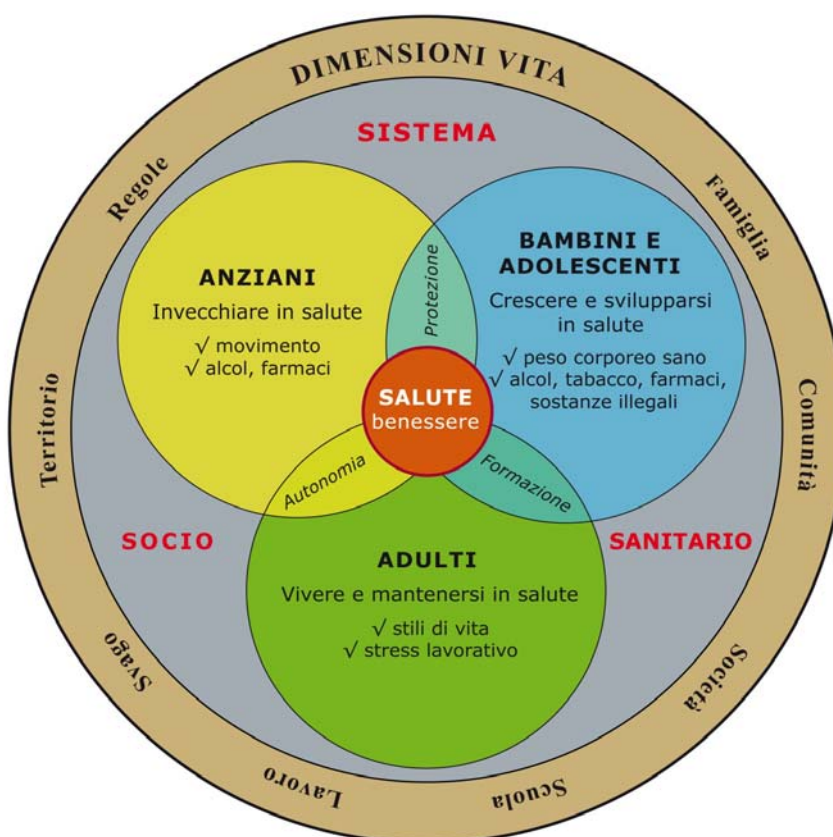 DIMENSIONI VITA
Regole
Famiglia
SISTEMA
ANZIANI
Invecchiare in salute
√ movimento
√ alcol, farmaci
Protezione
BAMBINI E
ADOLESCENTI
Crescere e svilupparsi
in salute
√ peso corporeo sano
√ alcol, tabacco, farmaci,
sostanze illegali
SALUTE
benessere
Territorio
Comunità
Autonomia
Formazione
SOCIO
SANITARIO
ADULTI
Vivere e mantenersi in salute
√ stili di vita
√ stress lavorativo
Svago
Società
Lavoro
Scuola